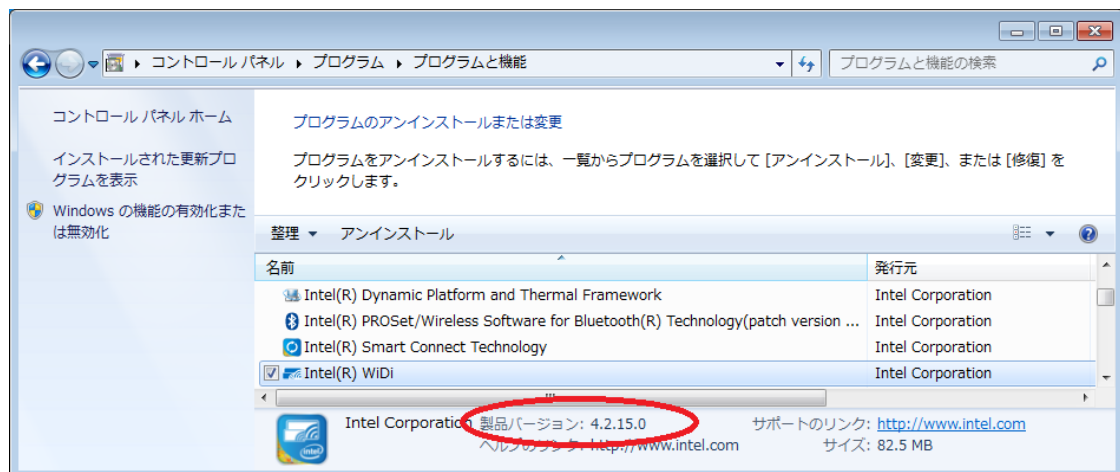 コントロール パネル ▸ プログラム ▸ プログラムと機能
プログラムと機能の検索
コントロール パネル ホーム
インストールされた更新プロ
グラムを表示
Windows の機能の有効化また
は無効化
プログラムのアンインストールまたは変更
プログラムをアンインストールするには、一覧からプログラムを選択して [アンインストール]、[変更]、または [修復] を
クリックします。
整理 ▼ アンインストール
名前 発行元
Intel(R) Dynamic Platform and Thermal Framework Intel Corporation
Intel(R) PROSet/Wireless Software for Bluetooth(R) Technology(patch version ... Intel Corporation
Intel(R) Smart Connect Technology Intel Corporation
Intel(R) WiDi Intel Corporation
Intel Corporation 製品バージョン: 4.2.15.0 サポートのリンク: http://www.intel.com
ヘルプのリンク: http://www.intel.com サイズ: 82.5 MB
intel